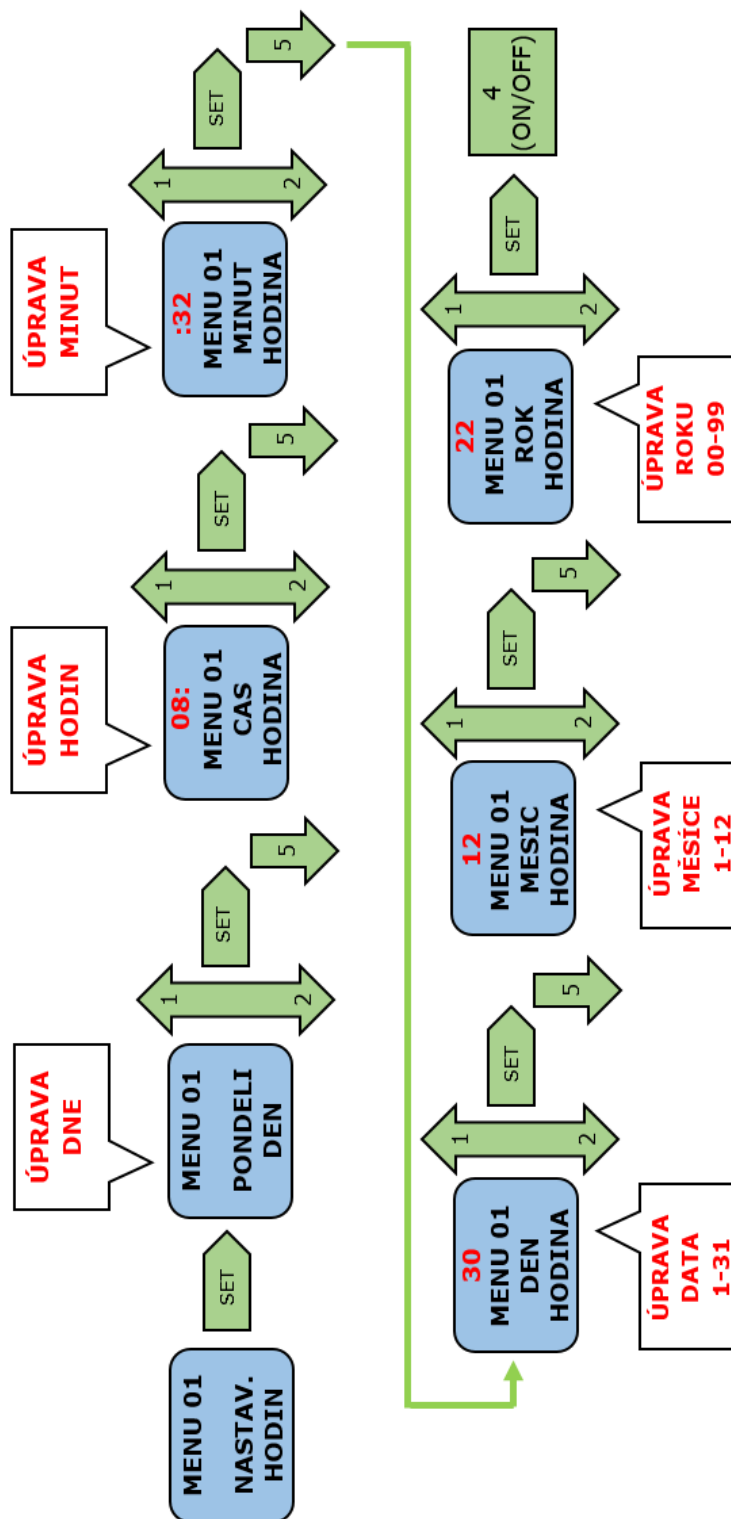 MENU 01
NASTAV.
HODIN
SET
ÚPRAVA
DNE
MENU 01
PONDELI
DEN
1
2
SET
5
ÚPRAVA
HODIN
08:
MENU 01
CAS
HODINA
1
2
SET
5
ÚPRAVA
MINUT
:32
MENU 01
MINUT
HODINA
1
2
SET
5
30
MENU 01
DEN
HODINA
ÚPRAVA
DATA
1-31
1
2
SET
5
12
MENU 01
MESIC
HODINA
ÚPRAVA
MĚSÍCE
1-12
1
2
SET
5
22
MENU 01
ROK
HODINA
ÚPRAVA
ROKU
00-99
1
2
SET
4
(ON/OFF)